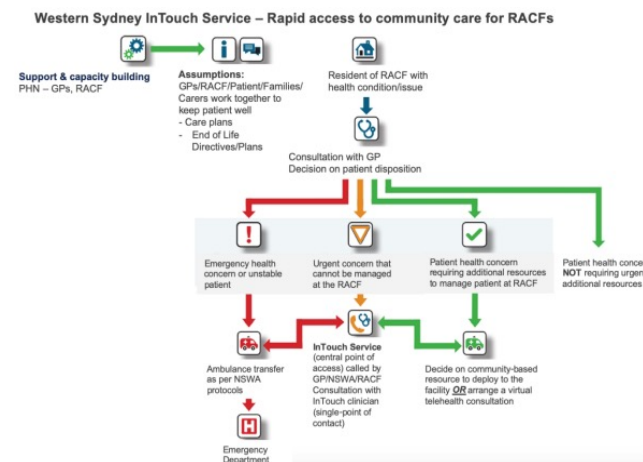 Western Sydney InTouch Service – Rapid access to community care for RACFs
Support & capacity building
PHN – GPs, RACF
Assumptions:
GPs/RACF/Patient/Families/
Carers work together to
keep patient well
- Care plans
- End of Life
Directives/Plans
Resident of RACF with
health condition/issue
Consultation with GP
Decision on patient disposition
Emergency health
concern or unstable
patient
Urgent concern that
cannot be managed
at the RACF
Patient health concern
requiring additional resources
to manage patient at RACF
Patient health conce
NOT requiring urgen
additional resources
Ambulance transfer
as per NSWA
protocols
InTouch Service
(central point of
access) called by
GP/NSWA/RACF
Consultation with
InTouch clinician
(single-point of
contact)
Decide on community-based
resource to deploy to the
facility OR arrange a virtual
telehealth consultation
H
Emergency
Department